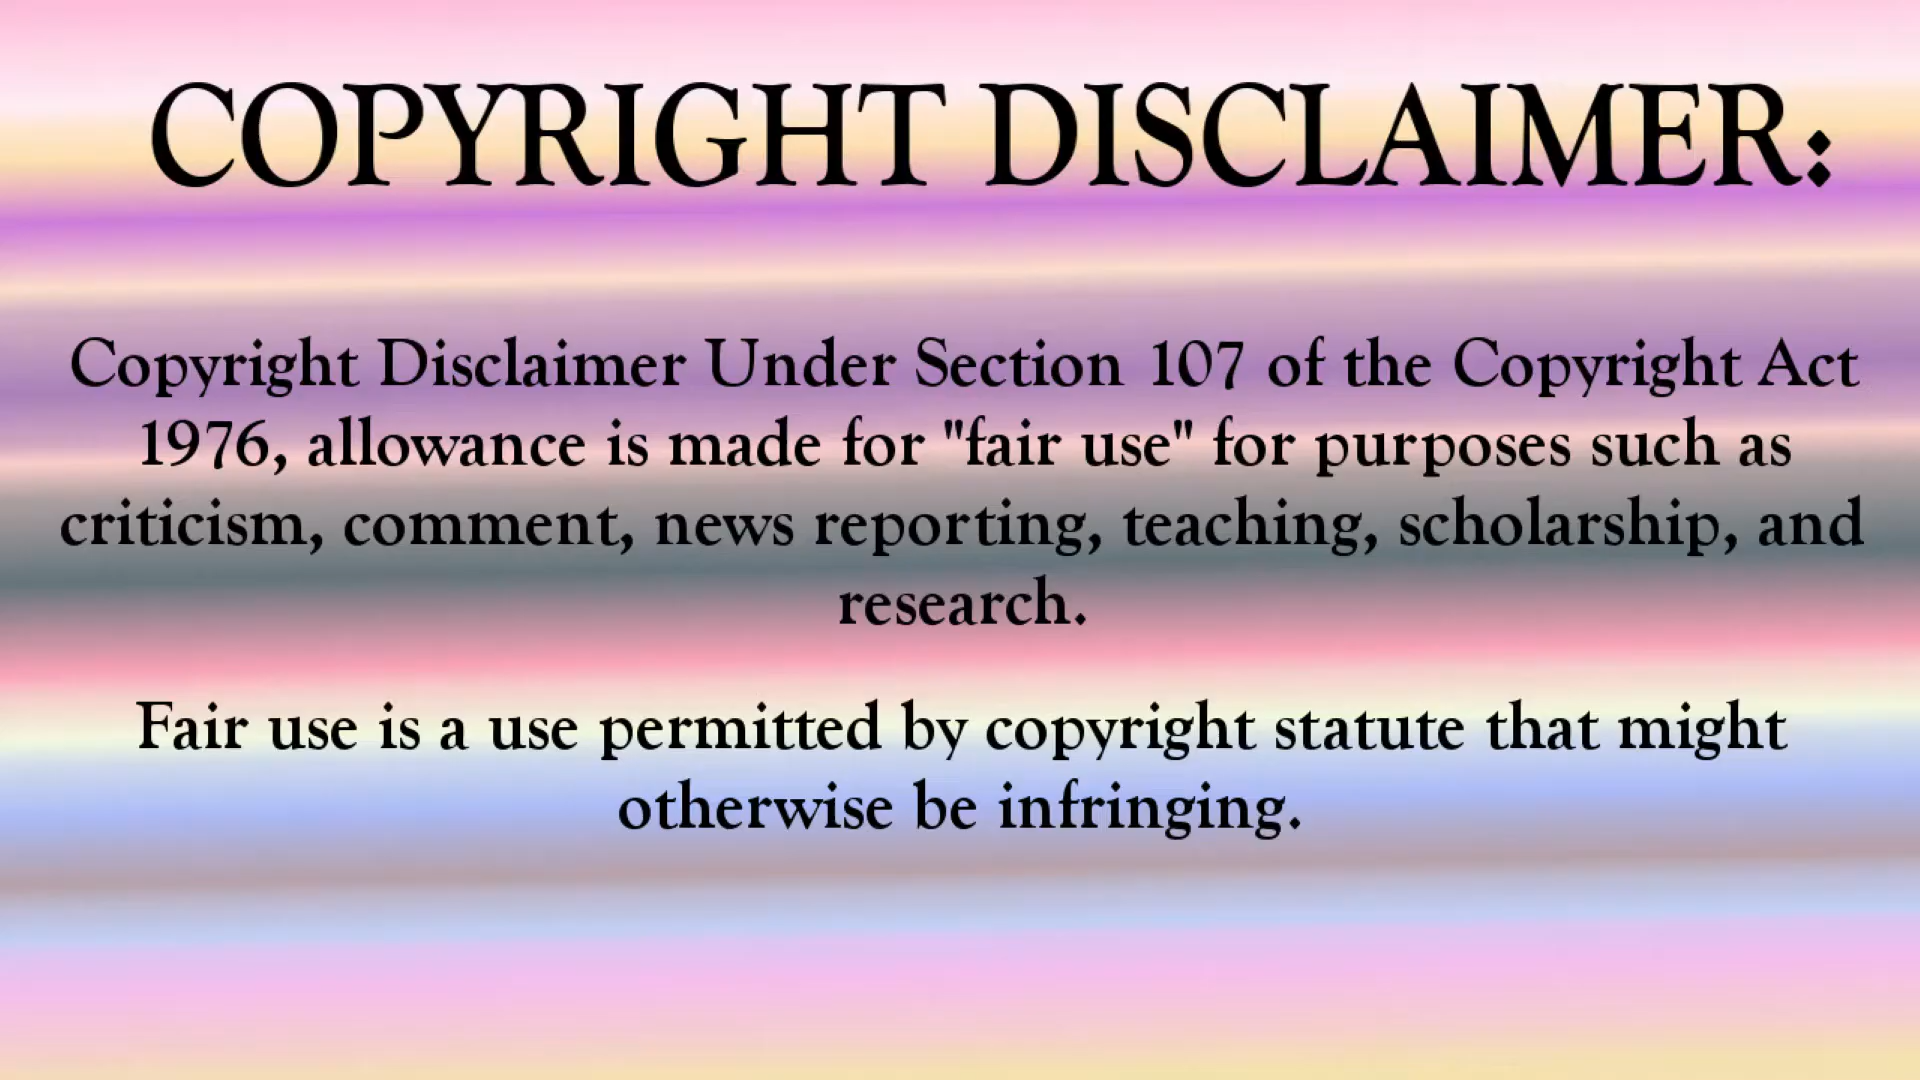 COPYRIGHT DISCLAIMER:
Copyright Disclaimer Under Section 107 of the Copyright Act
1976, allowance is made for "fair use" for purposes such as
criticism, comment, news reporting, teaching, scholarship, and
research.
Fair use is a use permitted by copyright statute that might
otherwise be infringing.